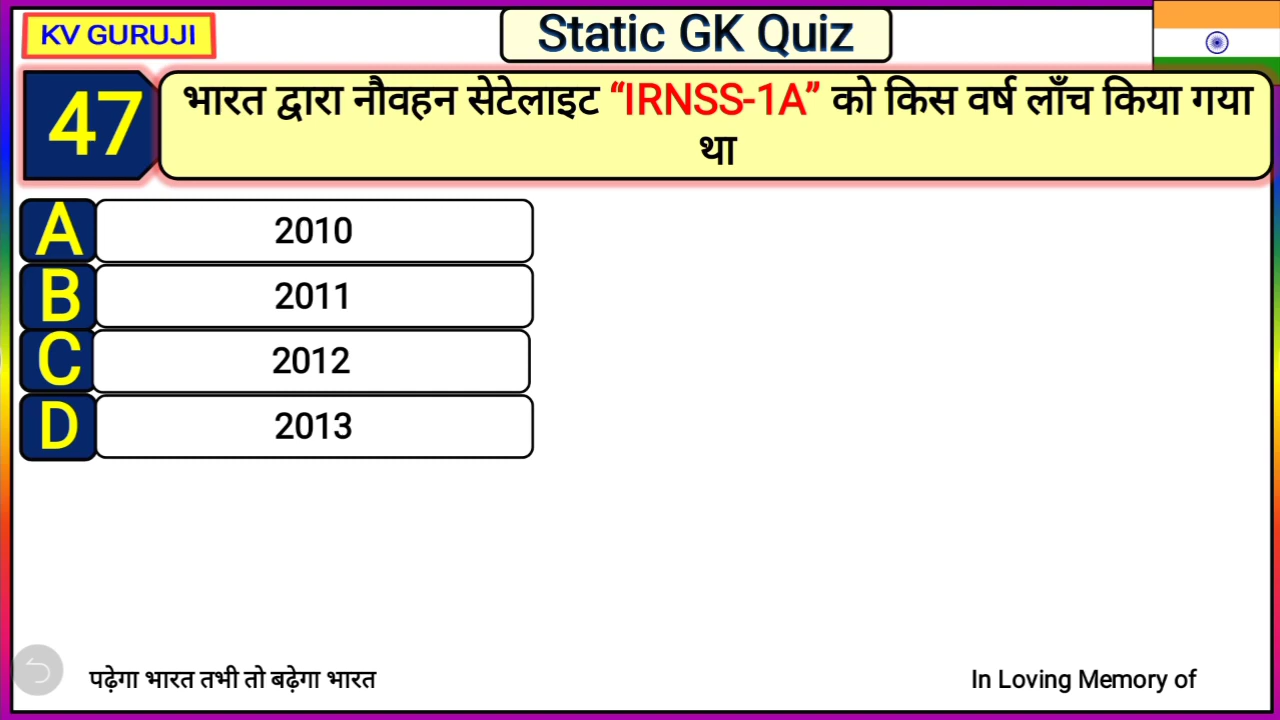 KV GURUJI
Static GK Quiz
47
भारत द्वारा नौवहन सेटेलाइट “IRNSS-1A” को किस वर्ष लाँच किया गया
था
A 2010
B 2011
C 2012
D 2013
पढ़ेगा भारत तभी तो बढ़ेगा भारत
In Loving Memory of